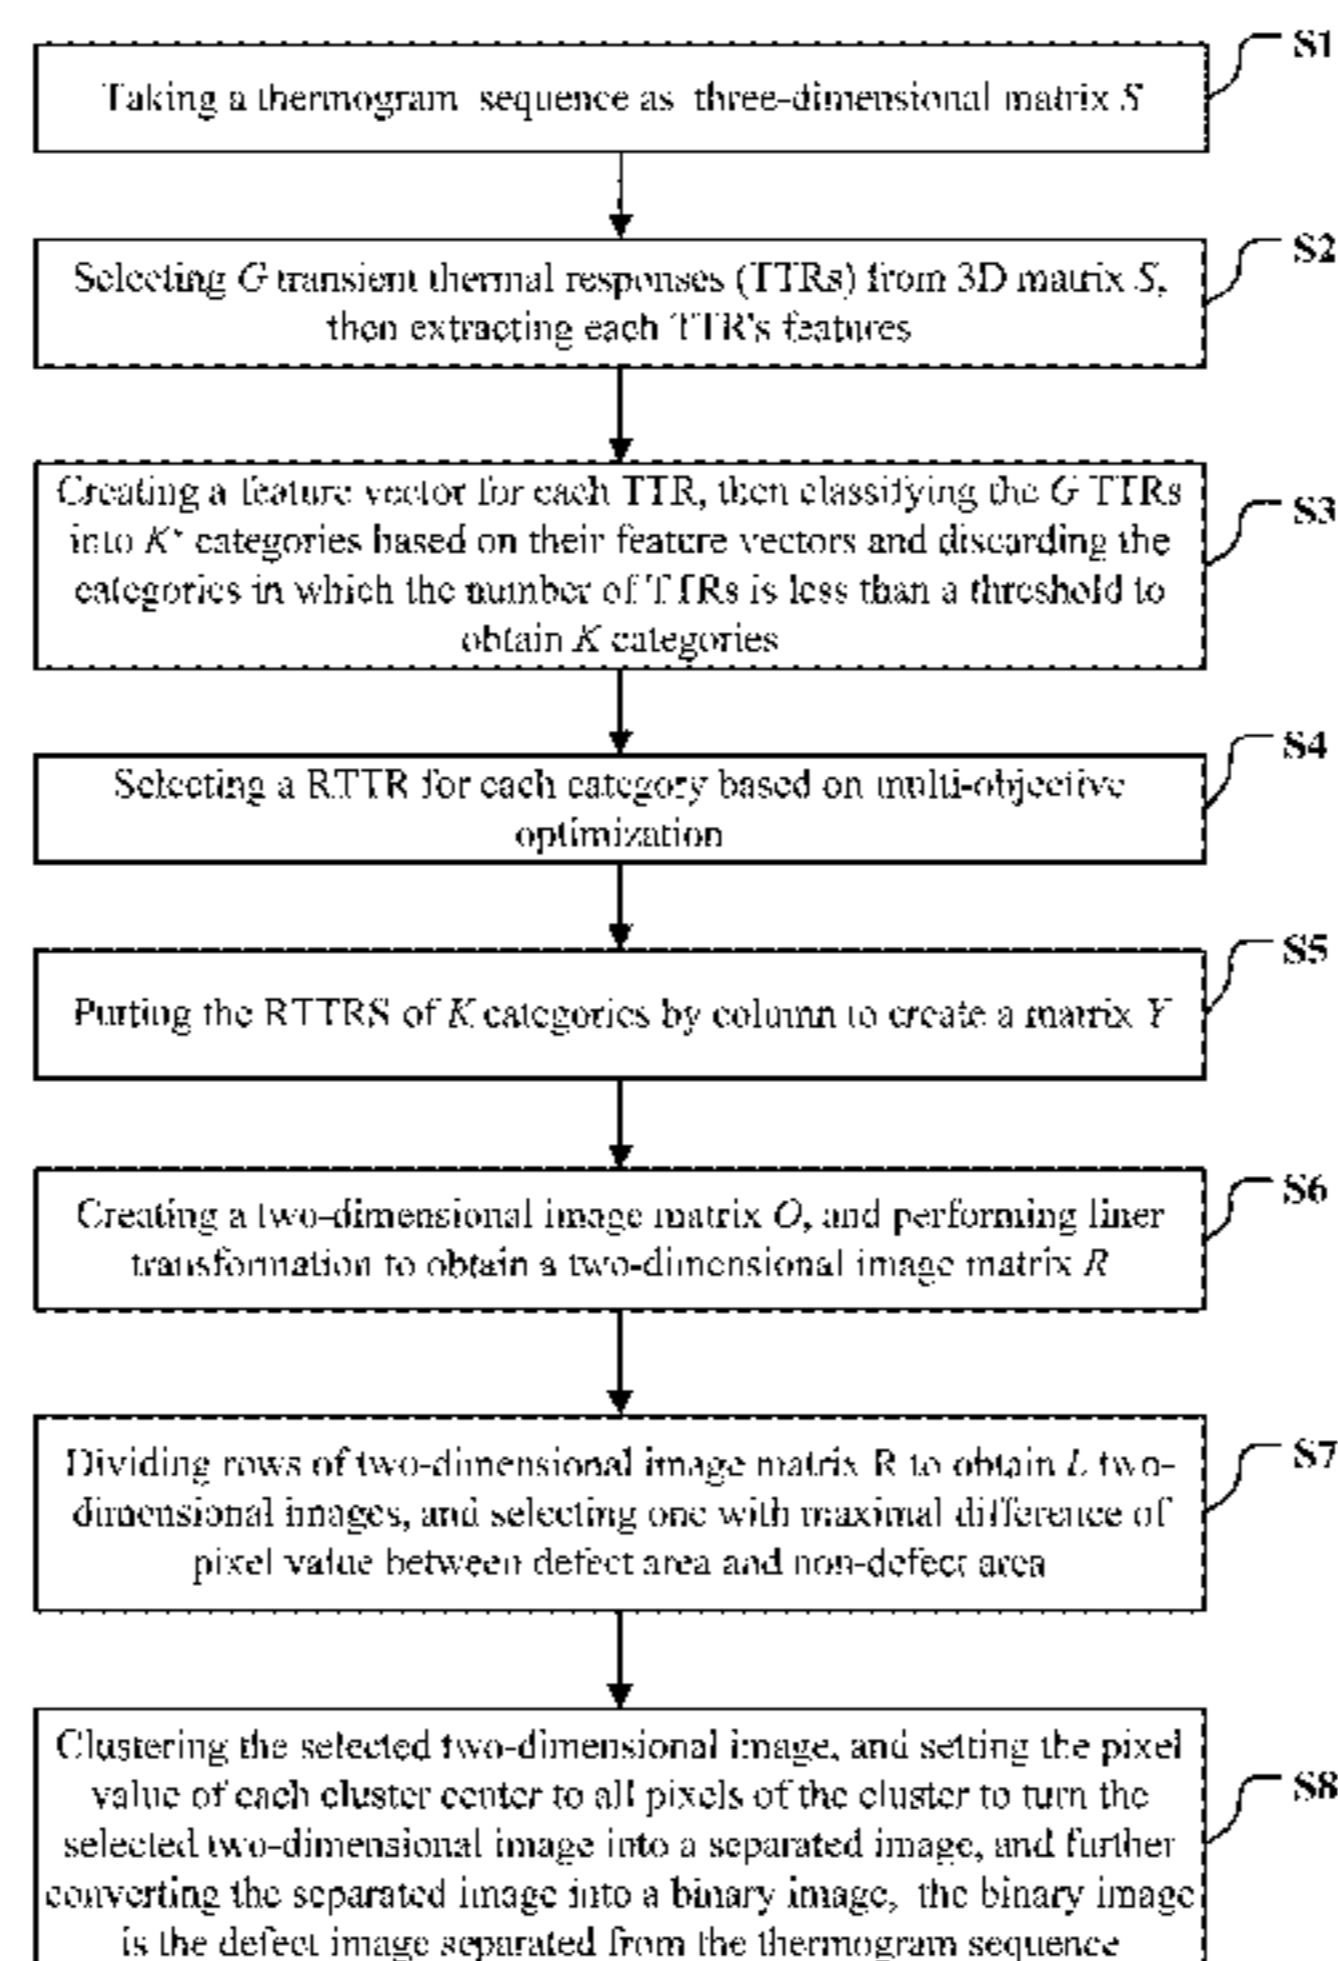 S1
Taking a thermogram sequence as three-dimensional matrix S
S2
Selecting G transient thermal responses (TTRs) from 3D matrix S,
then extracting each TTR's features
S3
Creating a feature vector for each TTR, then classifying the G TTRs
into K' categories based on their feature vectors and discarding the
categories in which the number of TTRs is less than a threshold to
obtain K categories
S4
Selecting a RTTR for each category based on multi-objective
optimization
S5
Putting the RTTRS of K categories by column to create a matrix Y
S6
Creating a two-dimensional image matrix O, and performing liner
transformation to obtain a two-dimensional image matrix R
S7
Dividing rows of two-dimensional image matrix R to obtain L two-
dimensional images, and selecting one with maximal difference of
pixel value between defect area and non-defect area
S8
Clustering the selected two-dimensional image, and setting the pixel
value of each cluster center to all pixels of the cluster to turn the
selected two-dimensional image into a separated image, and further
converting the separated image into a binary image, the binary image
is the defect image separated from the thermogram sequence